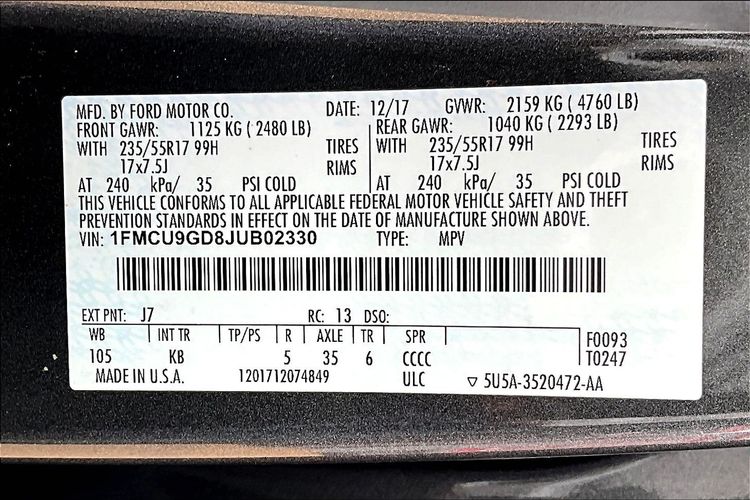 MFD. BY FORD MOTOR CO. DATE: 12/17 GVWR: 2159 KG ( 4760 LB)
FRONT GAWR: 1125 KG ( 2480 LB) REAR GAWR: 1040 KG ( 2293 LB)
WITH 235/55R17 99H TIRES WITH 235/55R17 99H TIRES
17x7.5J RIMS 17x7.5J RIMS
AT 240 kPa/ 35 PSI COLD AT 240 kPa/ 35 PSI COLD
THIS VEHICLE CONFORMS TO ALL APPLICABLE FEDERAL MOTOR VEHICLE SAFETY AND THEFT
PREVENTION STANDARDS IN EFFECT ON THE DATE OF MANUFACTURE SHOWN ABOVE.
VIN: 1FMCU9GD8JUB02330 TYPE: MPV
EXT PNT: J7 RC: 13 DSO:
WB INT TR TP/PS R AXLE TR SPR F0093
105 KB 5 35 6 CCCC T0247
MADE IN U.S.A. 1201712074849 ULC ▽ 5U5A-3520472-AA